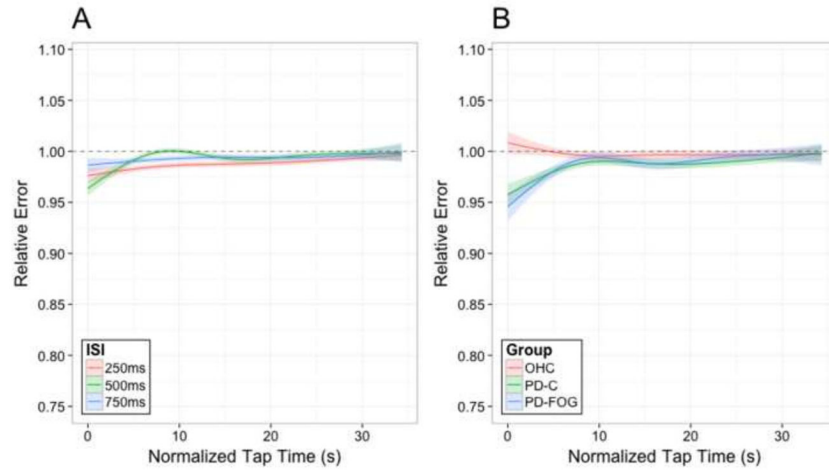 A
Relative Error
1.10
1.05
1.00
0.95
0.90
0.85
0.80
0.75
ISI
250ms
500ms
750ms
0 10 20 30
Normalized Tap Time (s)
B
Relative Error
1.10
1.05
1.00
0.95
0.90
0.85
0.80
0.75
Group
OHC
PD-C
PD-FOG
0 10 20 30
Normalized Tap Time (s)